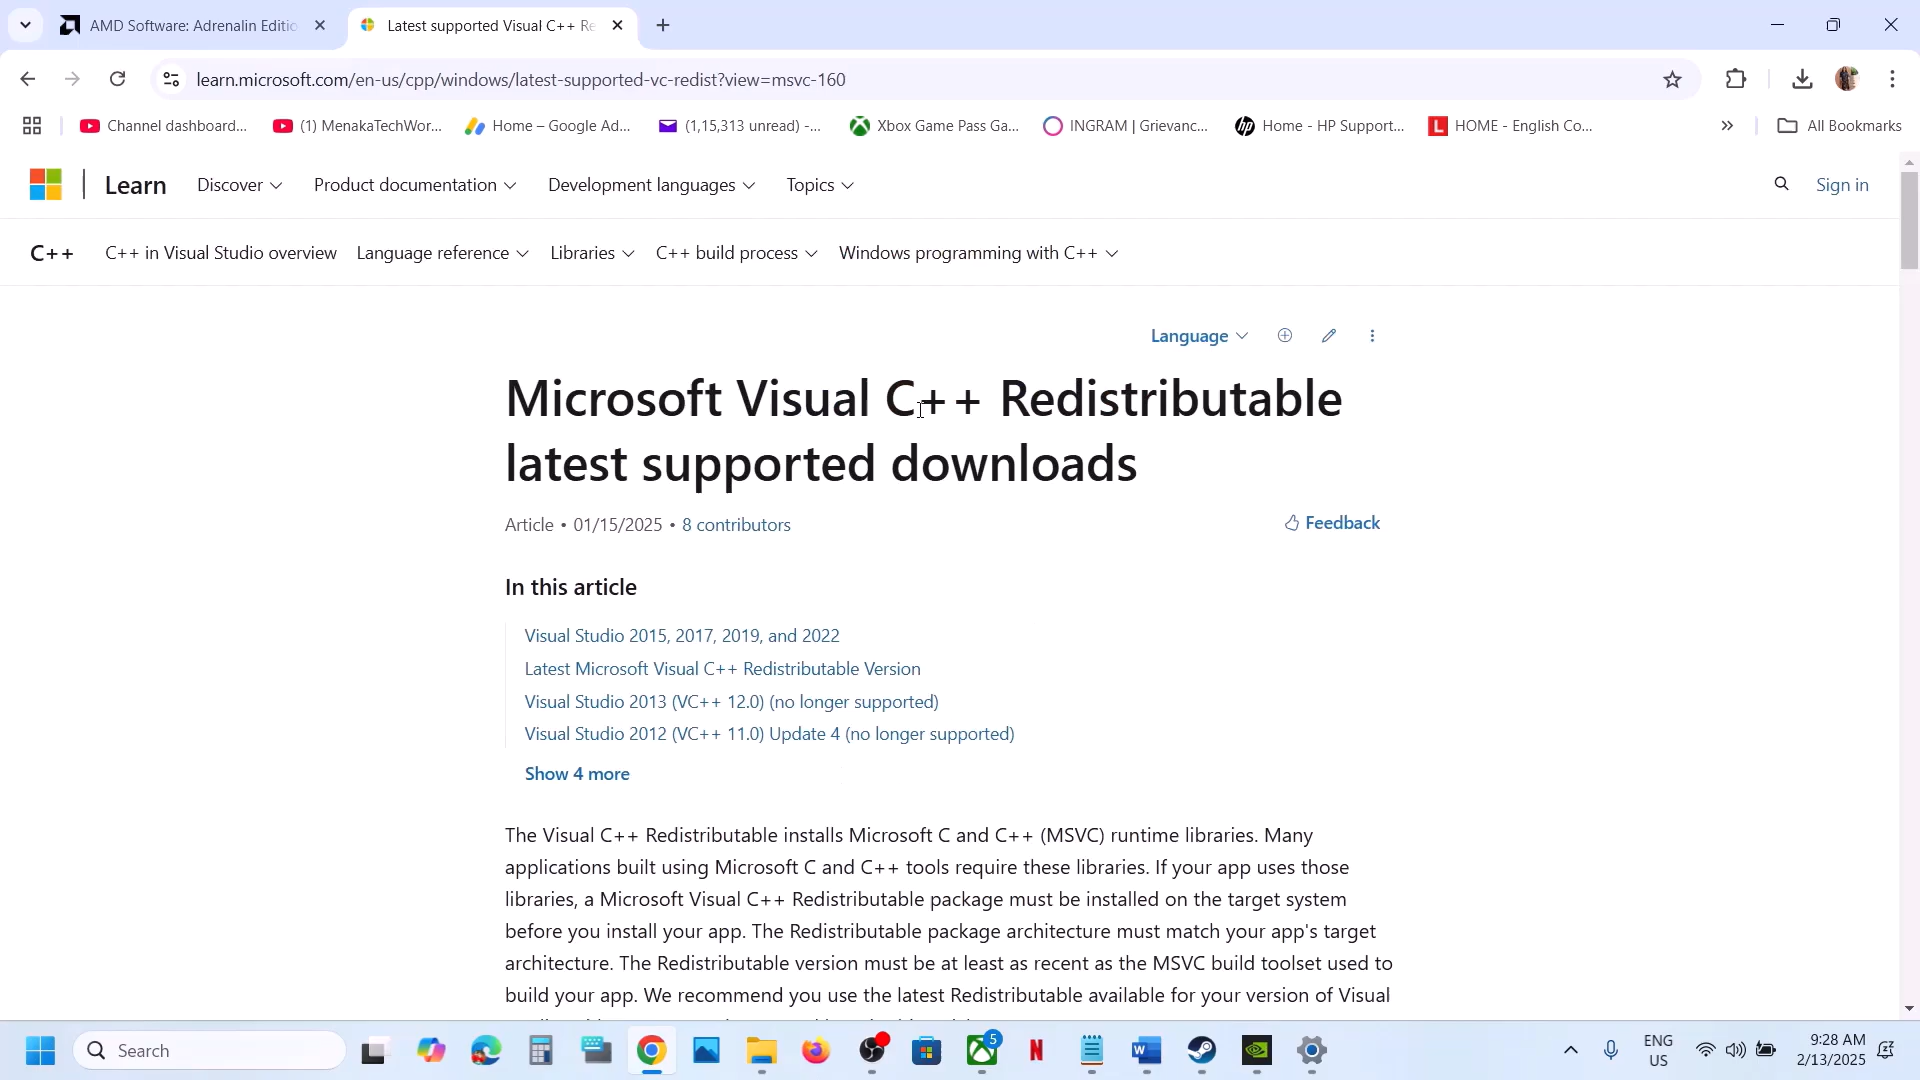 AMD Software: Adrenalin Editio
Latest supported Visual C++ Re
learn.microsoft.com/en-us/cpp/windows/latest-supported-vc-redist?view=msvc-160
Channel dashboard...
(1) MenakaTechWor...
Home – Google Ad...
(1,15,313 unread) -...
Xbox Game Pass Ga...
INGRAM | Grievanc...
Home - HP Support...
HOME - English Co...
All Bookmarks
Learn
Discover
Product documentation
Development languages
Topics
Sign in
C++
C++ in Visual Studio overview
Language reference
Libraries
C++ build process
Windows programming with C++
Language
Microsoft Visual C++ Redistributable
latest supported downloads
Article • 01/15/2025 • 8 contributors
Feedback
In this article
Visual Studio 2015, 2017, 2019, and 2022
Latest Microsoft Visual C++ Redistributable Version
Visual Studio 2013 (VC++ 12.0) (no longer supported)
Visual Studio 2012 (VC++ 11.0) Update 4 (no longer supported)
Show 4 more
The Visual C++ Redistributable installs Microsoft C and C++ (MSVC) runtime libraries. Many
applications built using Microsoft C and C++ tools require these libraries. If your app uses those
libraries, a Microsoft Visual C++ Redistributable package must be installed on the target system
before you install your app. The Redistributable package architecture must match your app's target
architecture. The Redistributable version must be at least as recent as the MSVC build toolset used to
build your app. We recommend you use the latest Redistributable available for your version of Visual
Search
5
ENG
US
9:28 AM
2/13/2025